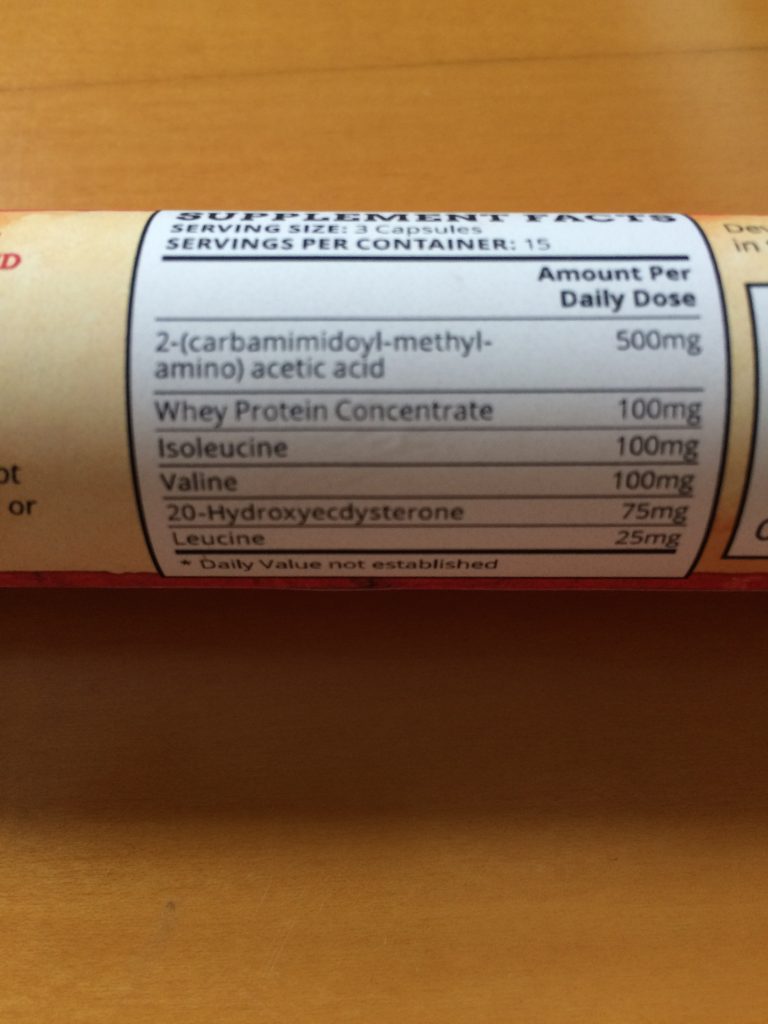 SUPPLEMENT FACTS
SERVING SIZE: 3 Capsules
SERVINGS PER CONTAINER: 15
Amount Per
Daily Dose
2-(carbamimidoyl-methyl- 500mg
amino) acetic acid
Whey Protein Concentrate 100mg
Isoleucine 100mg
Valine 100mg
20-Hydroxyecdysterone 75mg
Leucine 25mg
* Daily Value not established
or
in